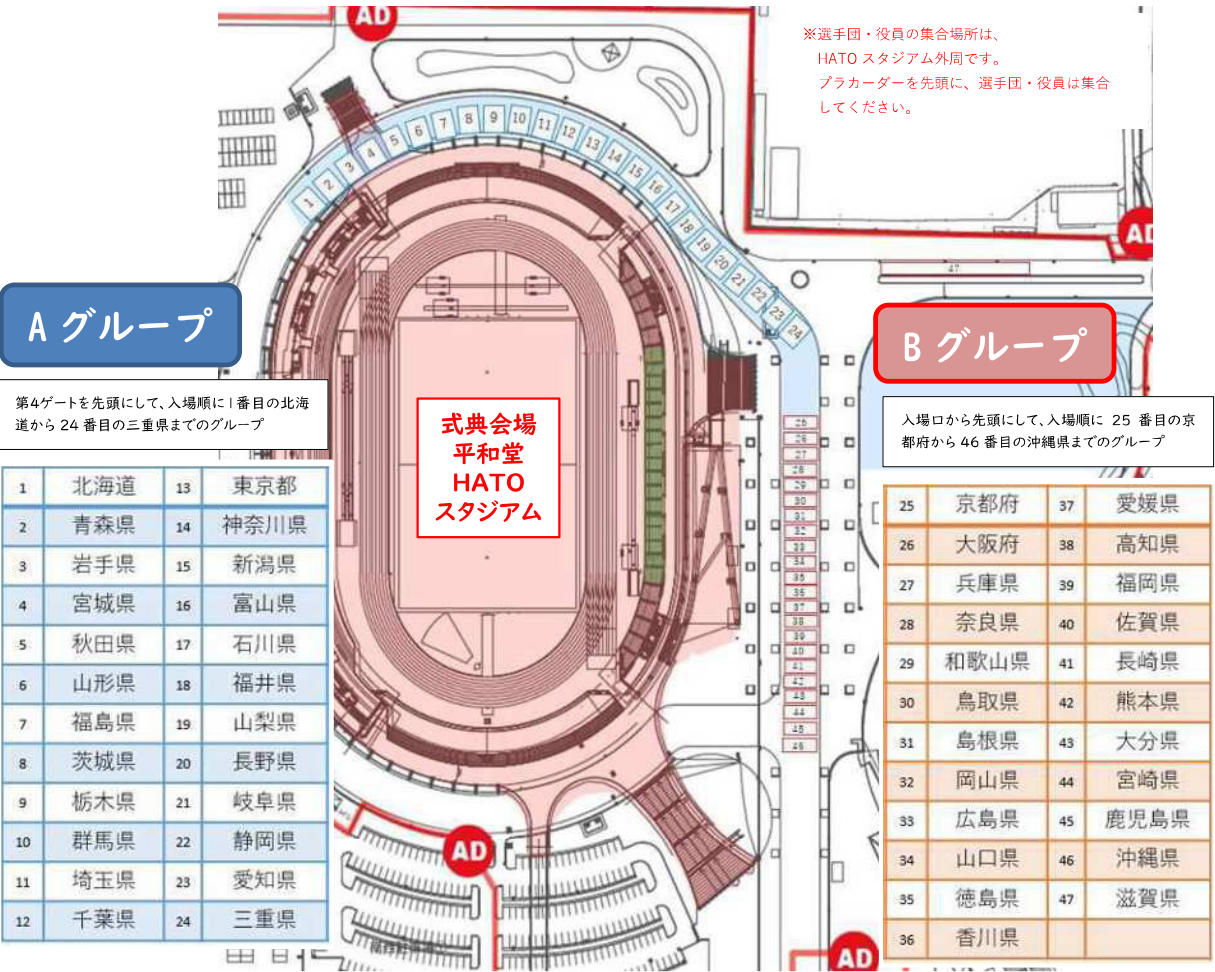 AD
※選手団・役員の集合場所は、
HATO スタジアム外周です。
プラカーダーを先頭に、選手団・役員は集合
してください。
1
2
3
4
5
6
7
8
9
10
11
12
13
14
15
16
17
18
19
20
21
22
23
24
AD
47
A グループ
第4ゲートを先頭にして、入場順に1番目の北海
道から 24 番目の三重県までのグループ
B グループ
入場口から先頭にして、入場順に 25 番目の京
都府から 46 番目の沖縄県までのグループ
式典会場
平和堂
HATO
スタジアム
25
26
27
28
29
30
31
32
33
34
35
36
37
38
39
40
41
42
43
44
45
46
1 北海道 13 東京都
2 青森県 14 神奈川県
3 岩手県 15 新潟県
4 宮城県 16 富山県
5 秋田県 17 石川県
6 山形県 18 福井県
7 福島県 19 山梨県
8 茨城県 20 長野県
9 栃木県 21 岐阜県
10 群馬県 22 静岡県
11 埼玉県 23 愛知県
12 千葉県 24 三重県
25 京都府 37 愛媛県
26 大阪府 38 高知県
27 兵庫県 39 福岡県
28 奈良県 40 佐賀県
29 和歌山県 41 長崎県
30 鳥取県 42 熊本県
31 島根県 43 大分県
32 岡山県 44 宮崎県
33 広島県 45 鹿児島県
34 山口県 46 沖縄県
35 徳島県 47 滋賀県
36 香川県
AD
AD